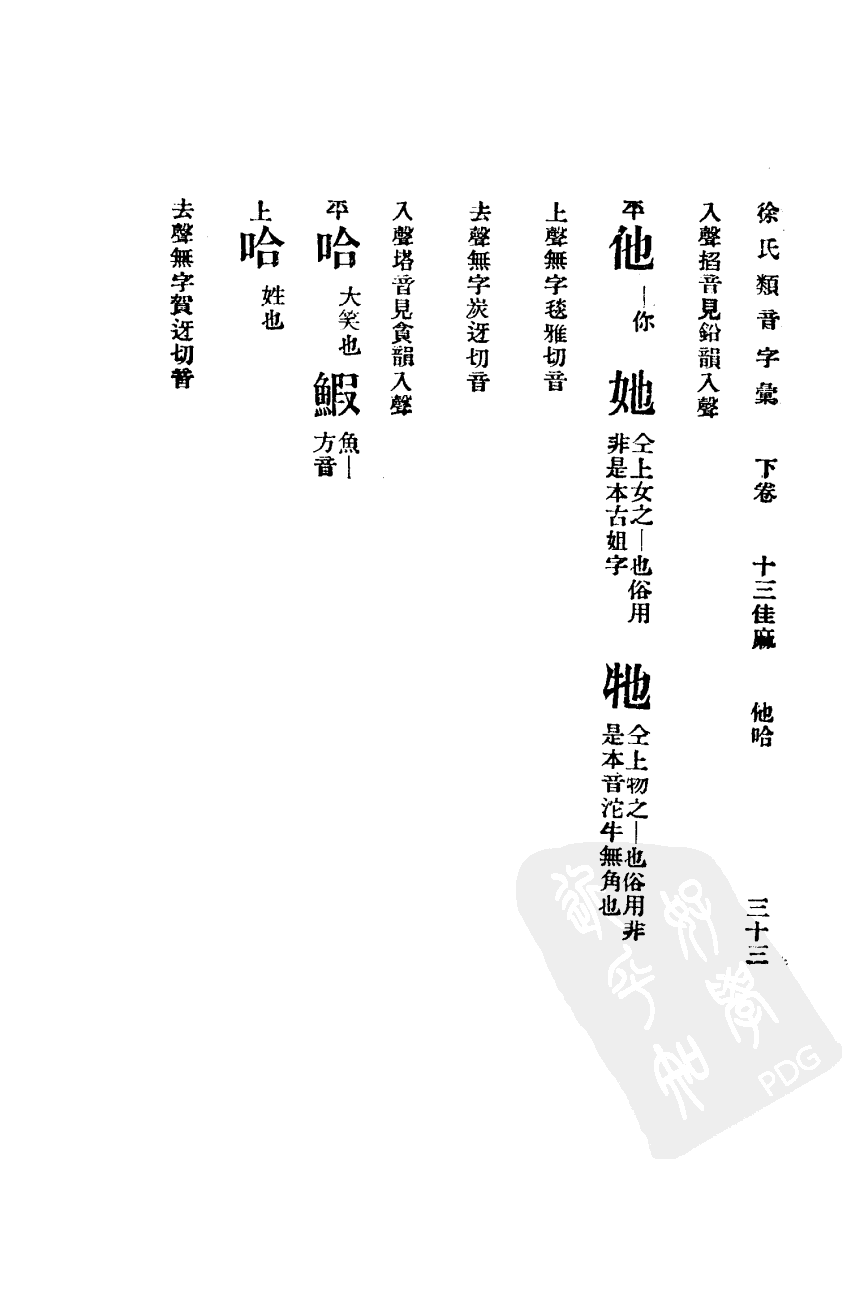 徐氏類音字彙 下卷 十三佳麻 他哈 三十三
入聲搯音見鉛韻入聲
平 他 ｜你 她 仝上女之｜也俗用非是本古姐字 牠 仝上物之｜也俗用非是本音沱牛無角也
上聲無字毯雅切音
去聲無字炭迓切音
入聲塔音見貪韻入聲
平 哈 大笑也 鰕 魚｜方音
上 哈 姓也
去聲無字賀迓切音
PDG